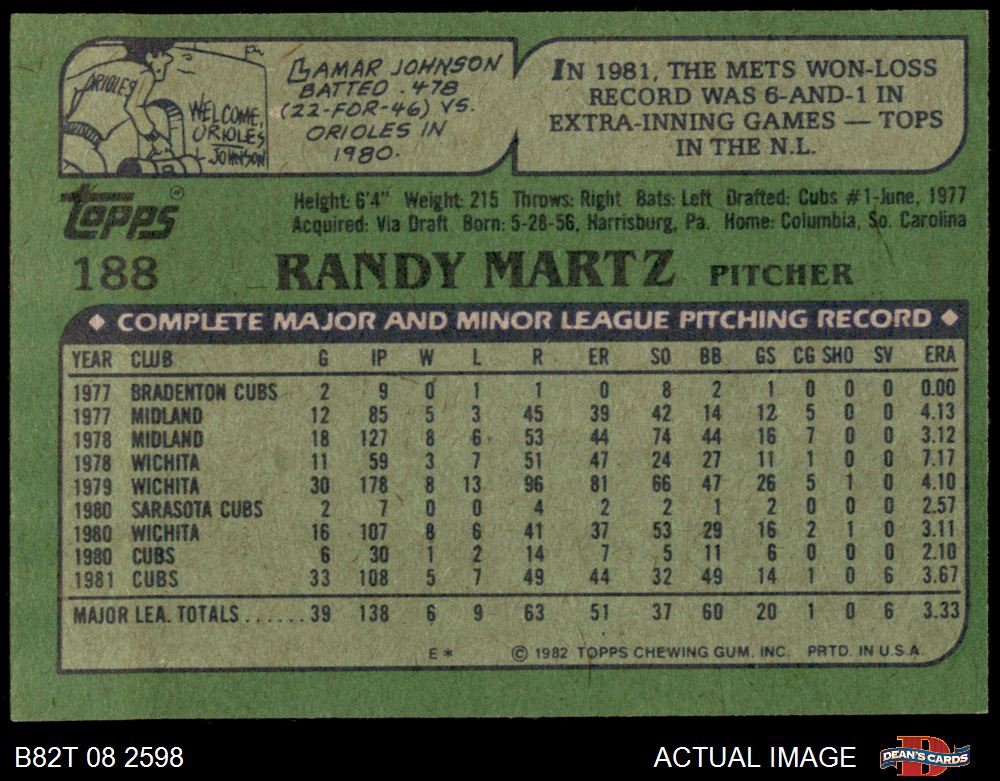 ORIOLES
WELCOME,
ORIOLES
L. JOHNSON
LAMAR JOHNSON
BATTED .478
(22-FOR-46) VS.
ORIOLES IN
1980.
IN 1981, THE METS WON-LOSS
RECORD WAS 6-AND-1 IN
EXTRA-INNING GAMES — TOPS
IN THE N.L.
Topps®
Height: 6'4" Weight: 215 Throws: Right Bats: Left Drafted: Cubs #1-June, 1977
Acquired: Via Draft Born: 5-28-56, Harrisburg, Pa. Home: Columbia, So. Carolina
188 RANDY MARTZ PITCHER
◆ COMPLETE MAJOR AND MINOR LEAGUE PITCHING RECORD ◆
YEAR CLUB G IP W L R ER SO BB GS CG SHO SV ERA
1977 BRADENTON CUBS 2 9 0 1 1 0 8 2 1 0 0 0 0.00
1977 MIDLAND 12 85 5 3 45 39 42 14 12 5 0 0 4.13
1978 MIDLAND 18 127 8 6 53 44 74 44 16 7 0 0 3.12
1978 WICHITA 11 59 3 7 51 47 24 27 11 1 0 0 7.17
1979 WICHITA 30 178 8 13 96 81 66 47 26 5 1 0 4.10
1980 SARASOTA CUBS 2 7 0 0 4 2 2 1 2 0 0 0 2.57
1980 WICHITA 16 107 8 6 41 37 53 29 16 2 1 0 3.11
1980 CUBS 6 30 1 2 14 7 5 11 6 0 0 0 2.10
1981 CUBS 33 108 5 7 49 44 32 49 14 1 0 6 3.67
MAJOR LEA. TOTALS ...... 39 138 6 9 63 51 37 60 20 1 0 6 3.33
E* © 1982 TOPPS CHEWING GUM, INC. PRTD. IN U.S.A.
B82T 08 2598 ACTUAL IMAGE DEAN'S CARDS